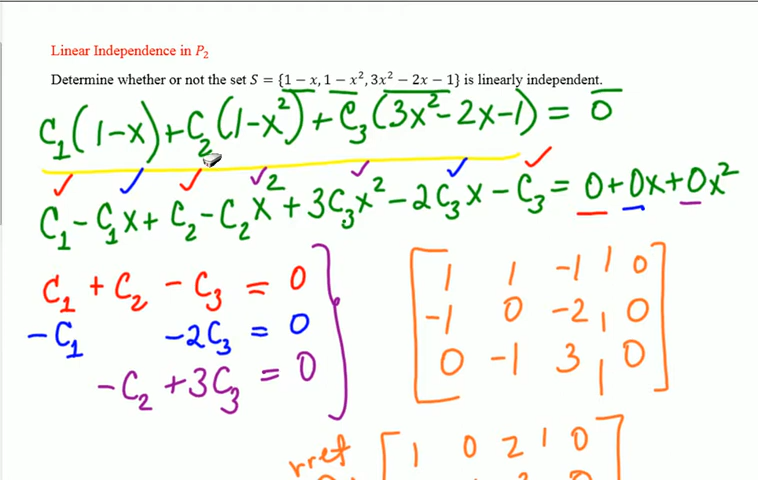 Linear Independence in P₂
Determine whether or not the set S = {1 − x, 1 − x², 3x² − 2x − 1} is linearly independent.
C₁(1-x)+C₂(1-x²)+C₃(3x²-2x-1)=0
C₁-C₁x+C₂-C₂x²+3C₃x²-2C₃x-C₃=0+0x+0x²
C₁ + C₂ - C₃ = 0
-C₁ -2C₃ = 0
-C₂ +3C₃ = 0
1 1 -1 | 0
-1 0 -2 | 0
0 -1 3 | 0
rref [ 1 0 2 | 0 ]